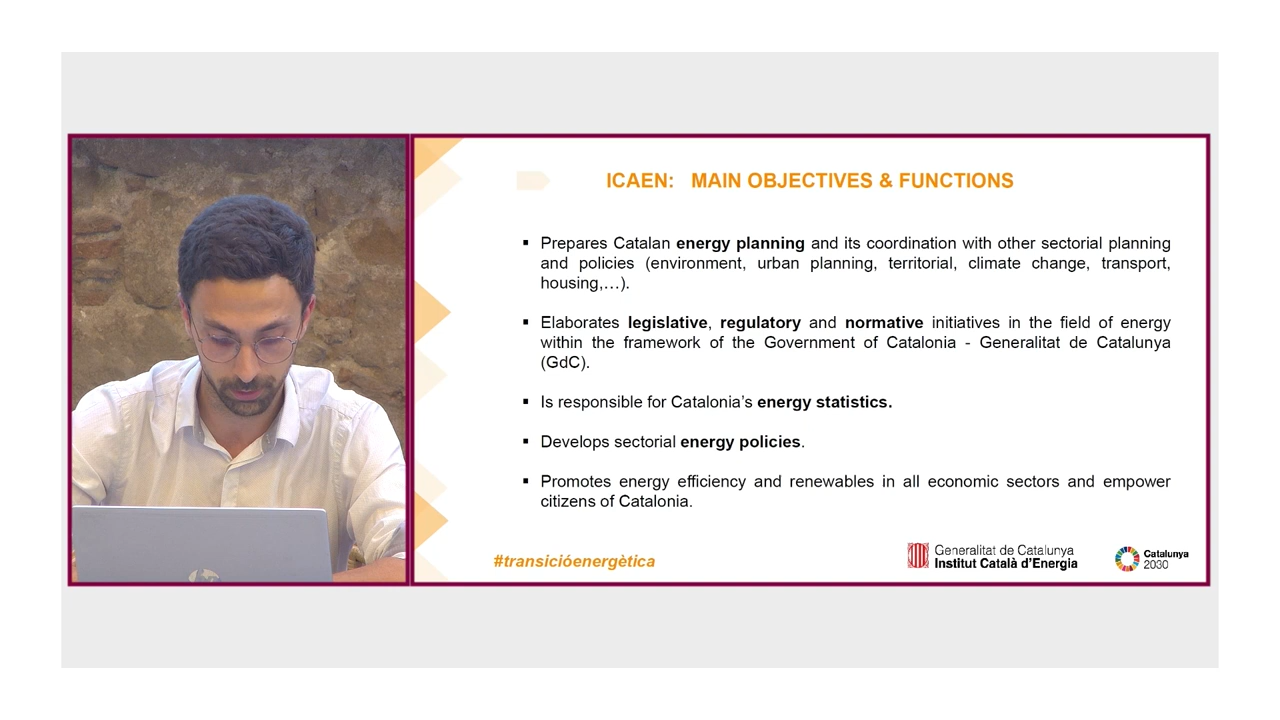 ICAEN: MAIN OBJECTIVES & FUNCTIONS
▪ Prepares Catalan energy planning and its coordination with other sectorial planning
and policies (environment, urban planning, territorial, climate change, transport,
housing,…).
▪ Elaborates legislative, regulatory and normative initiatives in the field of energy
within the framework of the Government of Catalonia - Generalitat de Catalunya
(GdC).
▪ Is responsible for Catalonia’s energy statistics.
▪ Develops sectorial energy policies.
▪ Promotes energy efficiency and renewables in all economic sectors and empower
citizens of Catalonia.
#transicióenergètica
Generalitat de Catalunya
Institut Català d’Energia
Catalunya
2030